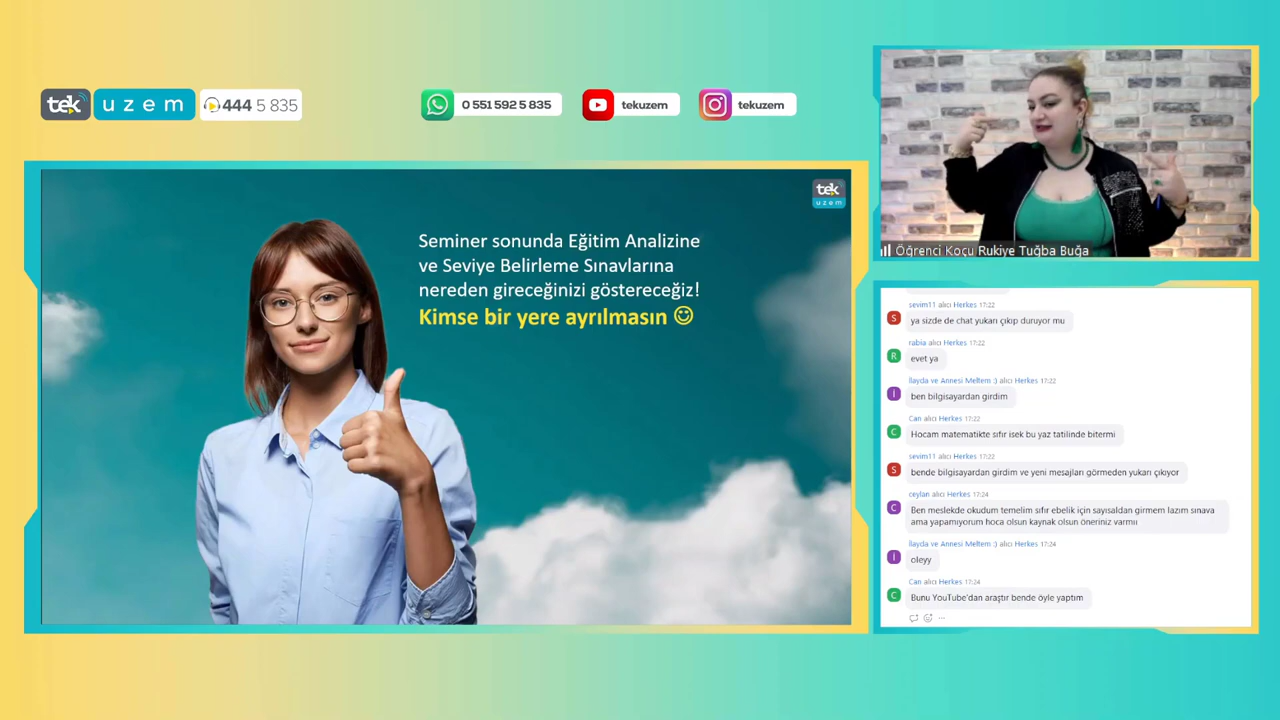 tek uzem 444 5 835
0 551 592 5 835
tekuzem
tekuzem
tek
uzem
Seminer sonunda Eğitim Analizine
ve Seviye Belirleme Sınavlarına
nereden gireceğinizi göstereceğiz!
Kimse bir yere ayrılmasın 😊
Öğrenci Koçu Rukiye Tuğba Buğa
sevim11 alıcı Herkes 17:22
S
ya sizde de chat yukarı çıkıp duruyor mu
rabia alıcı Herkes 17:22
R
evet ya
İlayda ve Annesi Meltem :) alıcı Herkes 17:22
I
ben bilgisayardan girdim
Can alıcı Herkes 17:22
C
Hocam matematikte sıfır isek bu yaz tatilinde bitermi
sevim11 alıcı Herkes 17:22
S
bende bilgisayardan girdim ve yeni mesajları görmeden yukarı çıkıyor
ceylan alıcı Herkes 17:24
C
Ben meslekde okudum temelim sıfır ebelik için sayısaldan girmem lazım sınava
ama yapamıyorum hoca olsun kaynak olsun öneriniz varmıı
İlayda ve Annesi Meltem :) alıcı Herkes 17:24
I
oleyy
Can alıcı Herkes 17:24
C
Bunu YouTube'dan araştır bende öyle yaptım